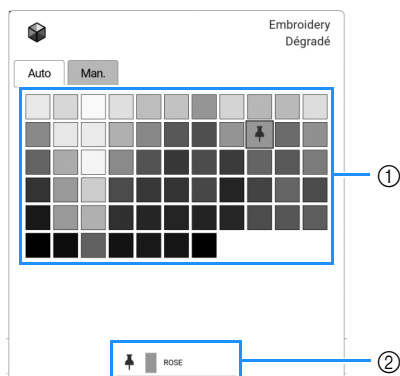 Embroidery
Dégradé
Auto Man.
①
ROSE ②